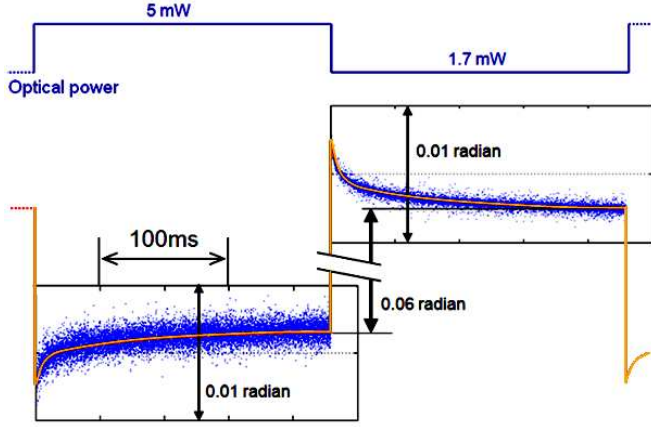 5 mW
1.7 mW
Optical power
0.01 radian
100ms
0.06 radian
0.01 radian